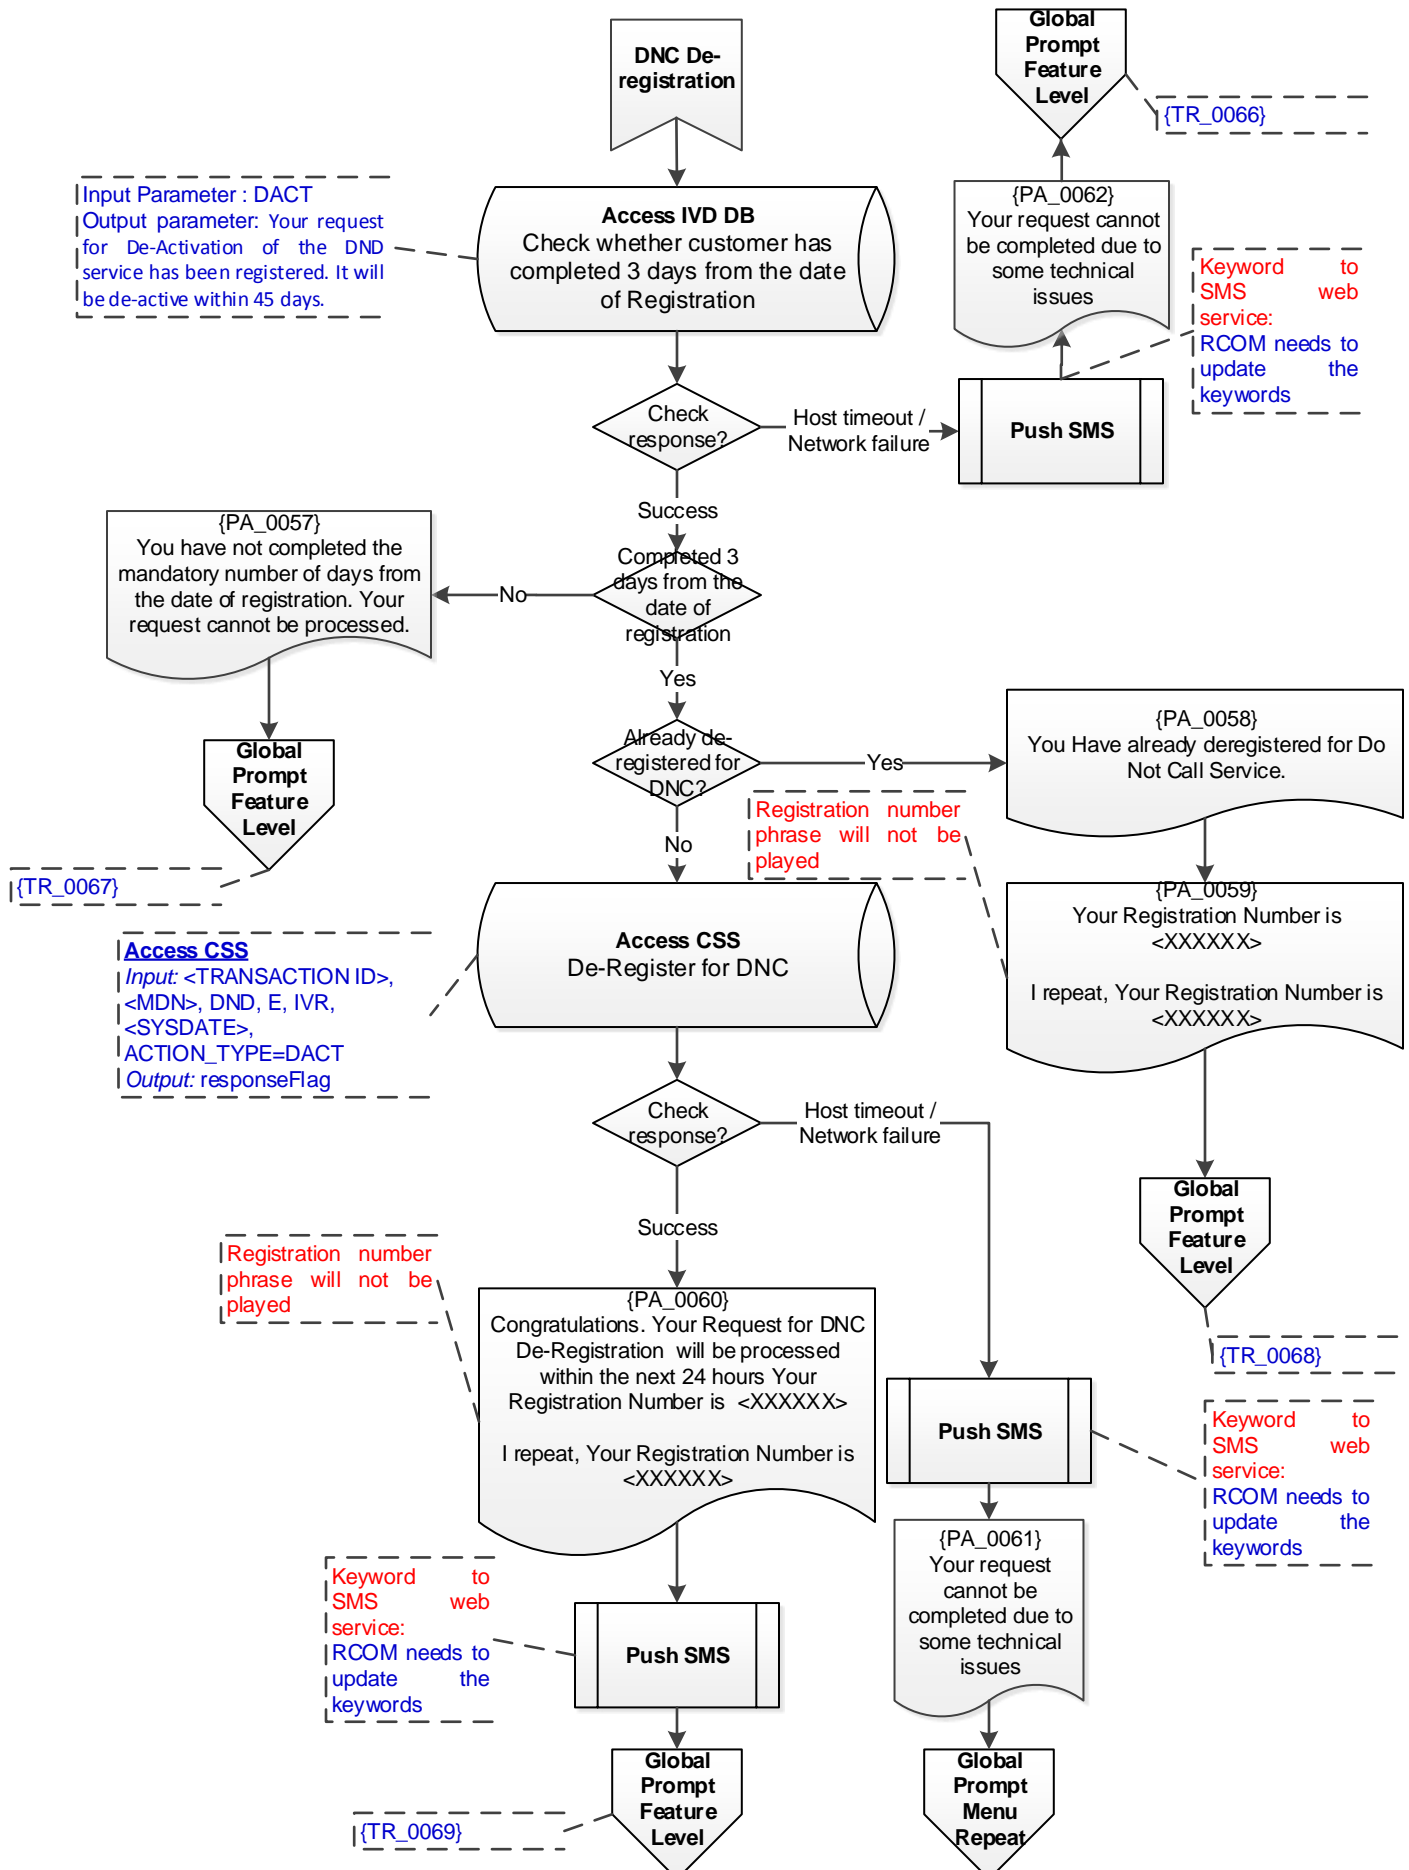 DNC De-
registration
Global
Prompt
Feature
Level
{TR_0066}
Input Parameter : DACT
Output parameter: Your request
for De-Activation of the DND
service has been registered. It will
be de-active within 45 days.
Access IVD DB
Check whether customer has
completed 3 days from the date
of Registration
{PA_0062}
Your request cannot
be completed due to
some technical
issues
Keyword to
SMS web
service:
RCOM needs to
update the
keywords
Check
response?
Host timeout /
Network failure
Push SMS
Success
{PA_0057}
You have not completed the
mandatory number of days from
the date of registration. Your
request cannot be processed.
No
Completed 3
days from the
date of
registration
Yes
Global
Prompt
Feature
Level
{TR_0067}
Already de-
registered for
DNC?
Yes
{PA_0058}
You Have already deregistered for Do
Not Call Service.
Registration number
phrase will not be
played
No
{PA_0059}
Your Registration Number is
<XXXXXX>
I repeat, Your Registration Number is
<XXXXXX>
Access CSS
Input: <TRANSACTION ID>,
<MDN>, DND, E, IVR,
<SYSDATE>,
ACTION_TYPE=DACT
Output: responseFlag
Access CSS
De-Register for DNC
Check
response?
Host timeout /
Network failure
Global
Prompt
Feature
Level
{TR_0068}
Success
Registration number
phrase will not be
played
{PA_0060}
Congratulations. Your Request for DNC
De-Registration will be processed
within the next 24 hours Your
Registration Number is <XXXXXX>
I repeat, Your Registration Number is
<XXXXXX>
Push SMS
Keyword to
SMS web
service:
RCOM needs to
update the
keywords
{PA_0061}
Your request
cannot be
completed due to
some technical
issues
Keyword to
SMS web
service:
RCOM needs to
update the
keywords
Push SMS
Global
Prompt
Feature
Level
{TR_0069}
Global
Prompt
Menu
Repeat